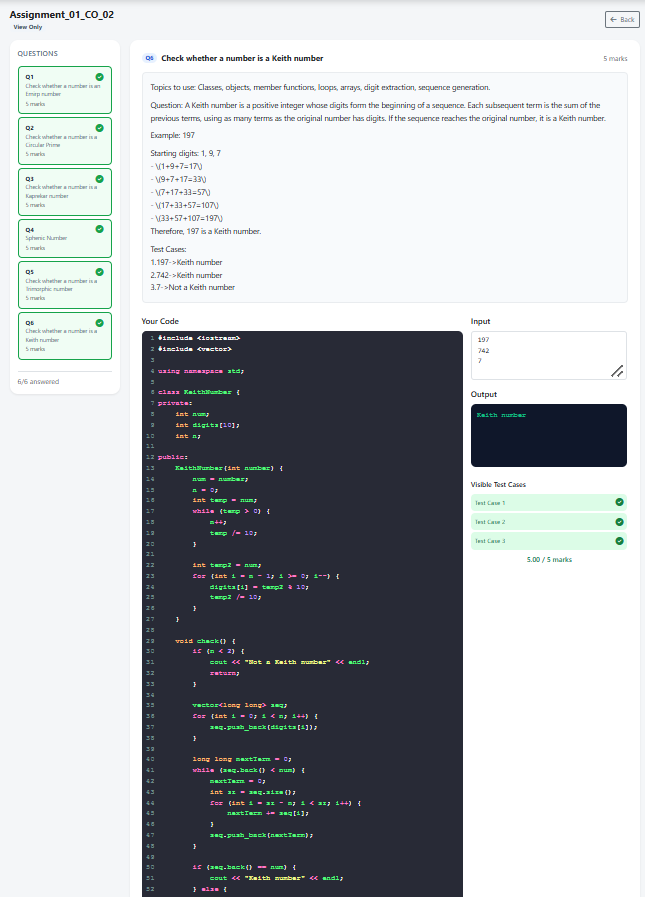 Assignment_01_CO_02
View Only
← Back
QUESTIONS
Q1
Check whether a number is an Emirp number
5 marks
Q2
Check whether a number is a Circular Prime
5 marks
Q3
Check whether a number is a Kaprekar number
5 marks
Q4
Sphenic Number
5 marks
Q5
Check whether a number is a Trimorphic number
5 marks
Q6
Check whether a number is a Keith number
5 marks
6/6 answered
Q6 Check whether a number is a Keith number
5 marks
Topics to use: Classes, objects, member functions, loops, arrays, digit extraction, sequence generation.
Question: A Keith number is a positive integer whose digits form the beginning of a sequence. Each subsequent term is the sum of the
previous terms, using as many terms as the original number has digits. If the sequence reaches the original number, it is a Keith number.
Example: 197
Starting digits: 1, 9, 7
- \(1+9+7=17\)
- \(9+7+17=33\)
- \(7+17+33=57\)
- \(17+33+57=107\)
- \(33+57+107=197\)
Therefore, 197 is a Keith number.
Test Cases:
1.197->Keith number
2.742->Keith number
3.7->Not a Keith number
Your Code
1 #include <iostream>
2 #include <vector>
3
4 using namespace std;
5
6 class KeithNumber {
7 private:
8 int num;
9 int digits[10];
10 int n;
11
12 public:
13 KeithNumber(int number) {
14 num = number;
15 n = 0;
16 int temp = num;
17 while (temp > 0) {
18 n++;
19 temp /= 10;
20 }
21
22 int temp2 = num;
23 for (int i = n - 1; i >= 0; i--) {
24 digits[i] = temp2 % 10;
25 temp2 /= 10;
26 }
27 }
28
29 void check() {
30 if (n < 2) {
31 cout << "Not a Keith number" << endl;
32 return;
33 }
34
35 vector<long long> seq;
36 for (int i = 0; i < n; i++) {
37 seq.push_back(digits[i]);
38 }
39
40 long long nextTerm = 0;
41 while (seq.back() < num) {
42 nextTerm = 0;
43 int sz = seq.size();
44 for (int i = sz - n; i < sz; i++) {
45 nextTerm += seq[i];
46 }
47 seq.push_back(nextTerm);
48 }
49
50 if (seq.back() == num) {
51 cout << "Keith number" << endl;
52 } else {
Input
197
742
7
Output
Keith number
Visible Test Cases
Test Case 1
Test Case 2
Test Case 3
5.00 / 5 marks